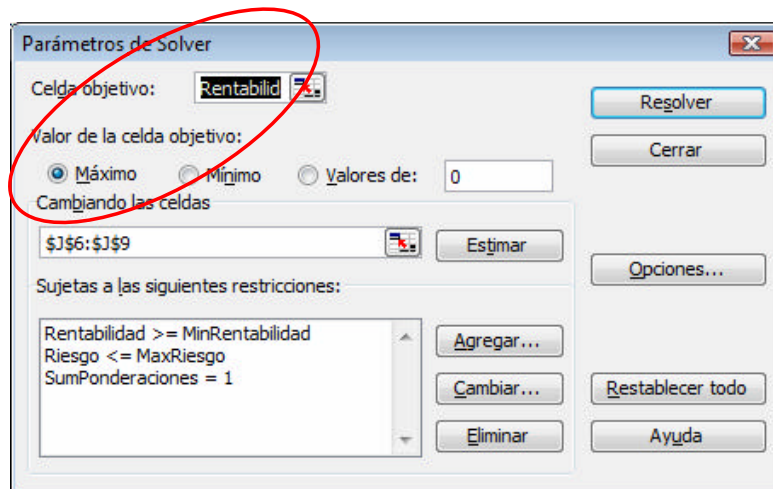 Parámetros de Solver
Celda objetivo: Rentabilid
Resolver
Valor de la celda objetivo:
Cerrar
Máximo Mínimo Valores de: 0
Cambiando las celdas
$J$6:$J$9 Estimar
Opciones...
Sujetas a las siguientes restricciones:
Rentabilidad >= MinRentabilidad
Riesgo <= MaxRiesgo
SumPonderaciones = 1
Agregar...
Cambiar...
Restablecer todo
Eliminar
Ayuda